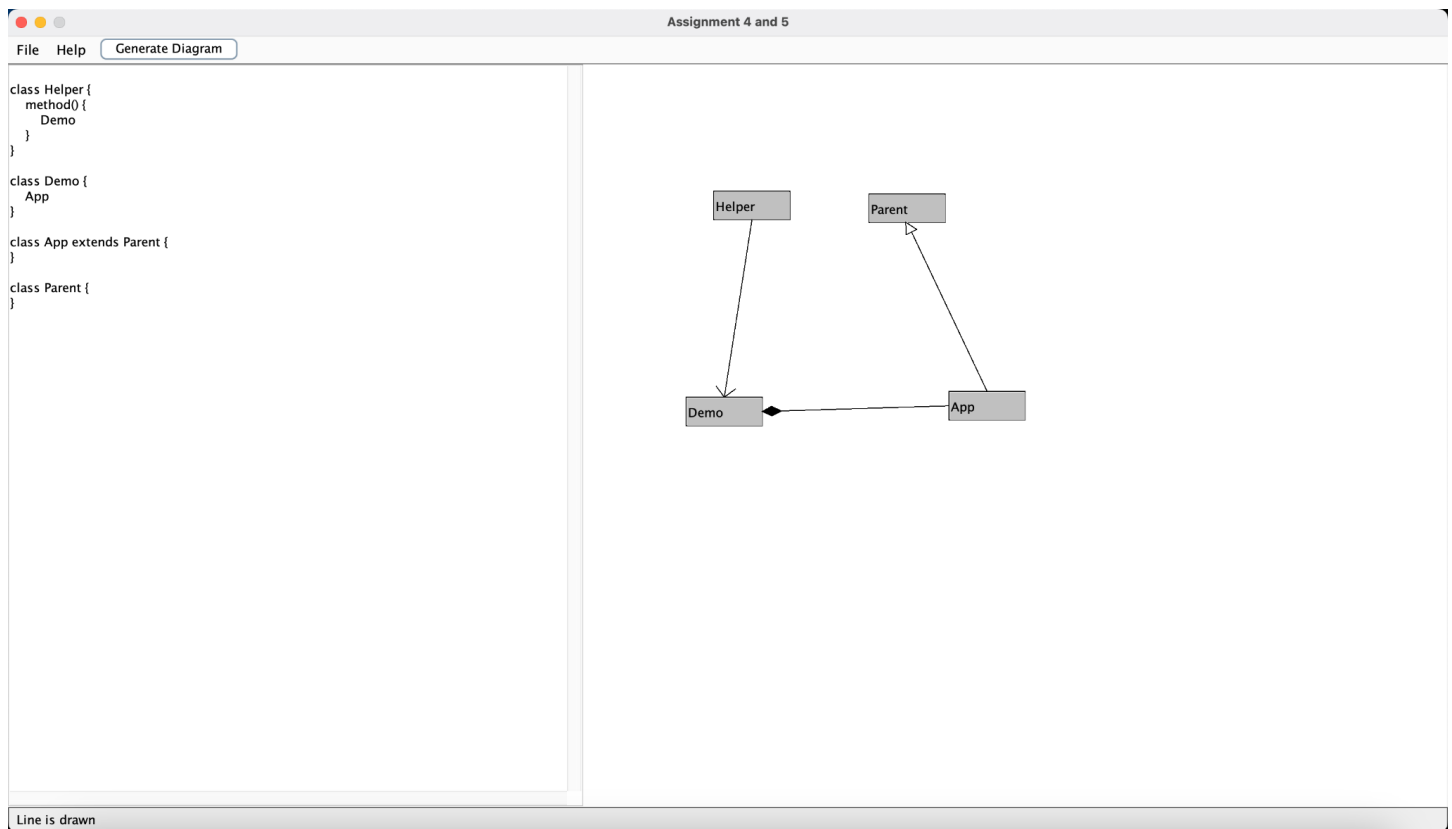 Assignment 4 and 5
File Help Generate Diagram
class Helper {
method() {
Demo
}
}
class Demo {
App
}
class App extends Parent {
}
class Parent {
}
Helper
Parent
Demo
App
Line is drawn